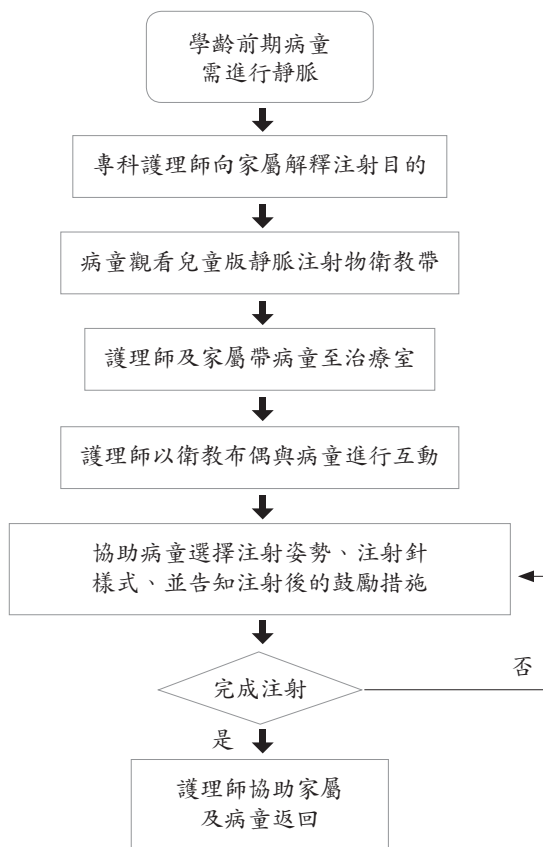 學齡前期病童
需進行靜脈
專科護理師向家屬解釋注射目的
病童觀看兒童版靜脈注射物衛教帶
護理師及家屬帶病童至治療室
護理師以衛教布偶與病童進行互動
協助病童選擇注射姿勢、注射針
樣式、並告知注射後的鼓勵措施
完成注射
否
是
護理師協助家屬
及病童返回